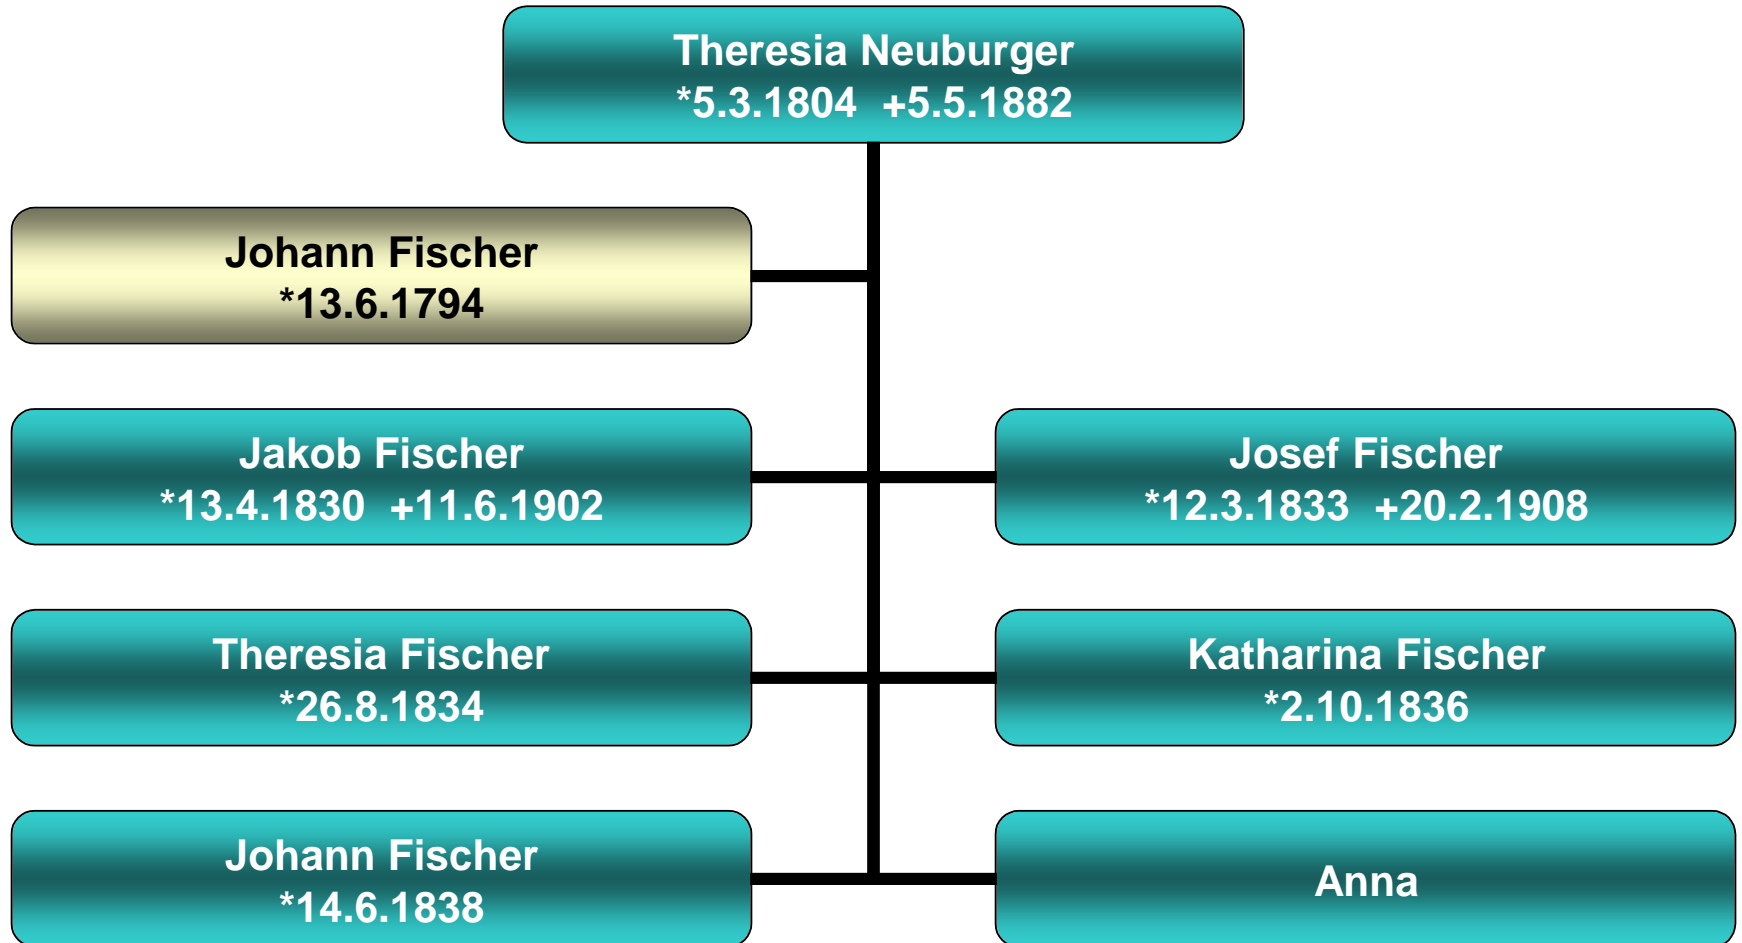 Theresia Neuburger
*5.3.1804 +5.5.1882
Johann Fischer
*13.6.1794
Jakob Fischer
*13.4.1830 +11.6.1902
Josef Fischer
*12.3.1833 +20.2.1908
Theresia Fischer
*26.8.1834
Katharina Fischer
*2.10.1836
Johann Fischer
*14.6.1838
Anna